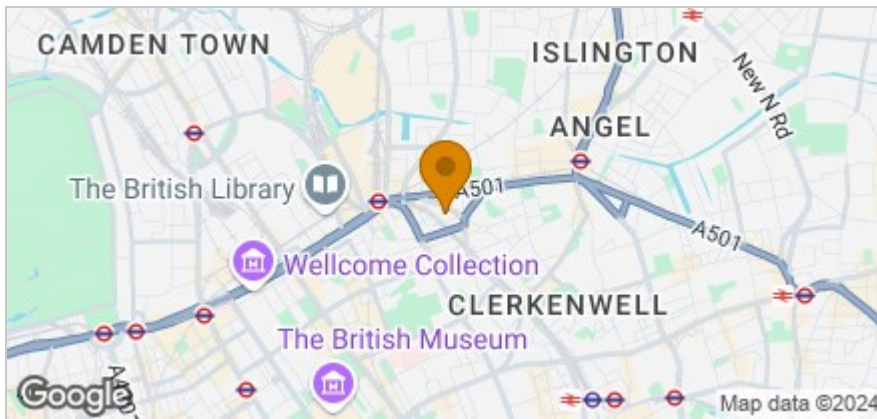 CAMDEN TOWN
ISLINGTON
New N Rd
ANGEL
The British Library
A501
A501
Wellcome Collection
CLERKENWELL
The British Museum
Google
Map data ©2024